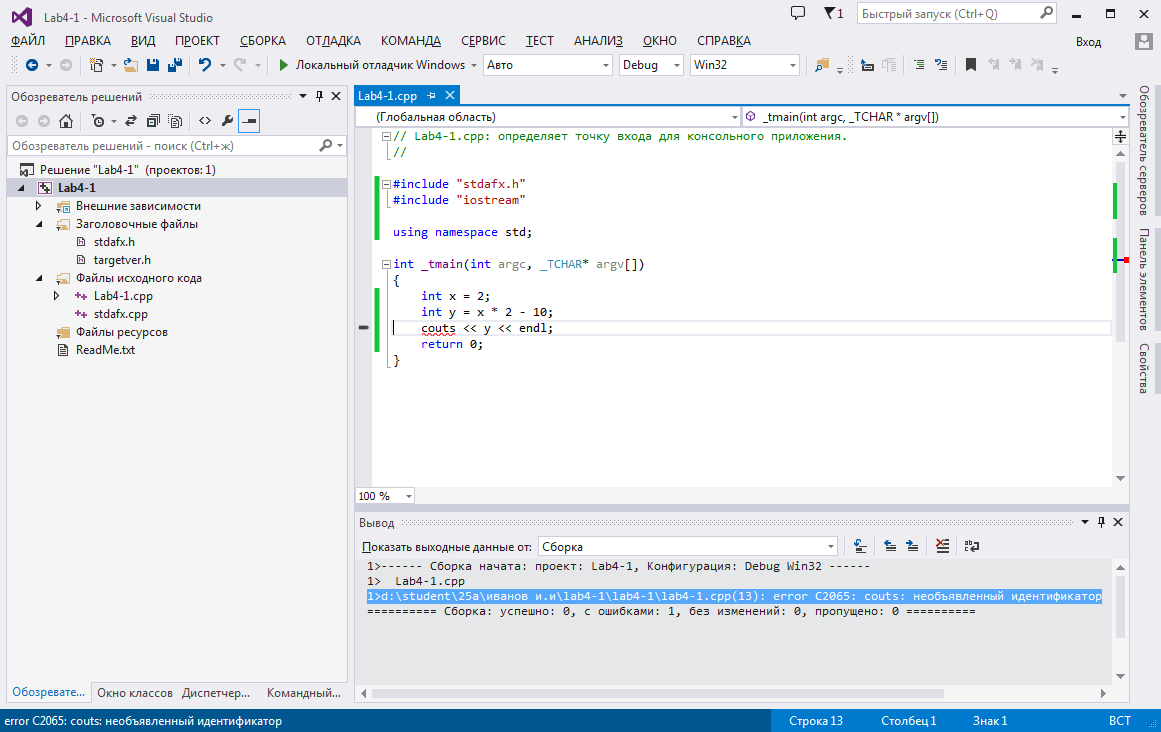 Lab4-1 - Microsoft Visual Studio
1
Быстрый запуск (Ctrl+Q)
ФАЙЛ ПРАВКА ВИД ПРОЕКТ СБОРКА ОТЛАДКА КОМАНДА СЕРВИС ТЕСТ АНАЛИЗ ОКНО СПРАВКА
Вход
Локальный отладчик Windows Авто Debug Win32
Обозреватель решений
Обозреватель решений - поиск (Ctrl+ж)
Решение "Lab4-1" (проектов: 1)
Lab4-1
Внешние зависимости
Заголовочные файлы
stdafx.h
targetver.h
Файлы исходного кода
Lab4-1.cpp
stdafx.cpp
Файлы ресурсов
ReadMe.txt
Обозревате... Окно классов Диспетчер... Командный...
Lab4-1.cpp
(Глобальная область) _tmain(int argc, _TCHAR * argv[])
// Lab4-1.cpp: определяет точку входа для консольного приложения.
//
#include "stdafx.h"
#include "iostream"
using namespace std;
int _tmain(int argc, _TCHAR* argv[])
{
int x = 2;
int y = x * 2 - 10;
couts << y << endl;
return 0;
}
100 %
Вывод
Показать выходные данные от: Сборка
1>------ Сборка начата: проект: Lab4-1, Конфигурация: Debug Win32 ------
1> Lab4-1.cpp
1>d:\student\25а\иванов и.и\lab4-1\lab4-1\lab4-1.cpp(13): error C2065: couts: необъявленный идентификатор
========== Сборка: успешно: 0, с ошибками: 1, без изменений: 0, пропущено: 0 ==========
Обозреватель серверов
Панель элементов
Свойства
error C2065: couts: необъявленный идентификатор Строка 13 Столбец 1 Знак 1 ВСТ